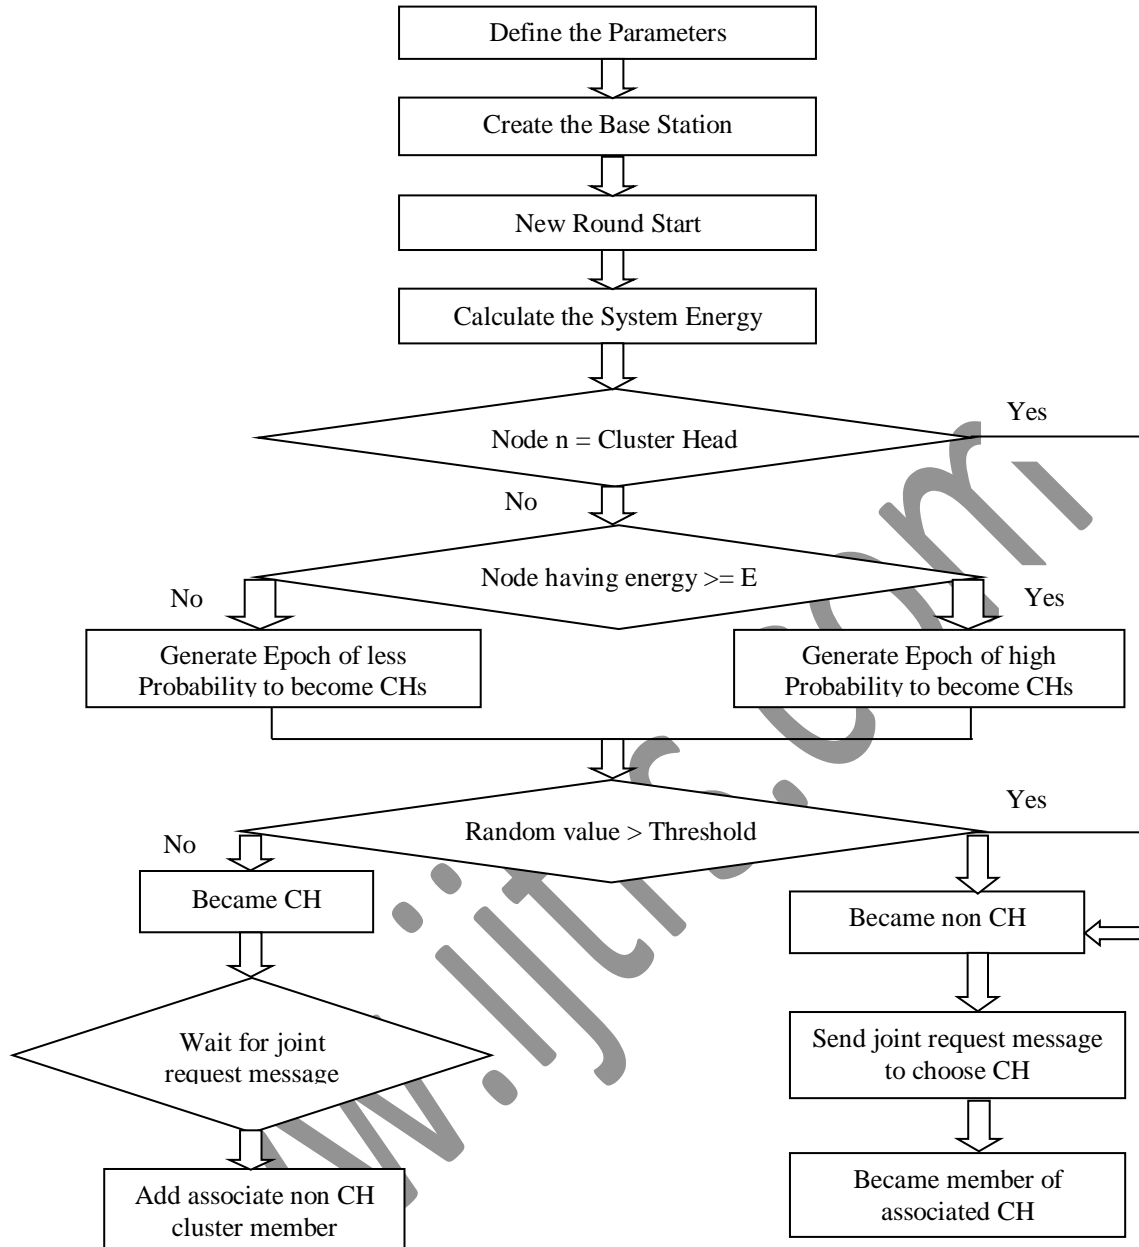 Define the Parameters
Create the Base Station
New Round Start
Calculate the System Energy
Yes
Node n = Cluster Head
No
Node having energy >= E
No
Yes
Generate Epoch of less
Probability to become CHs
Generate Epoch of high
Probability to become CHs
Yes
Random value > Threshold
No
Became CH
Became non CH
Wait for joint
request message
Send joint request message
to choose CH
Add associate non CH
cluster member
Became member of
associated CH